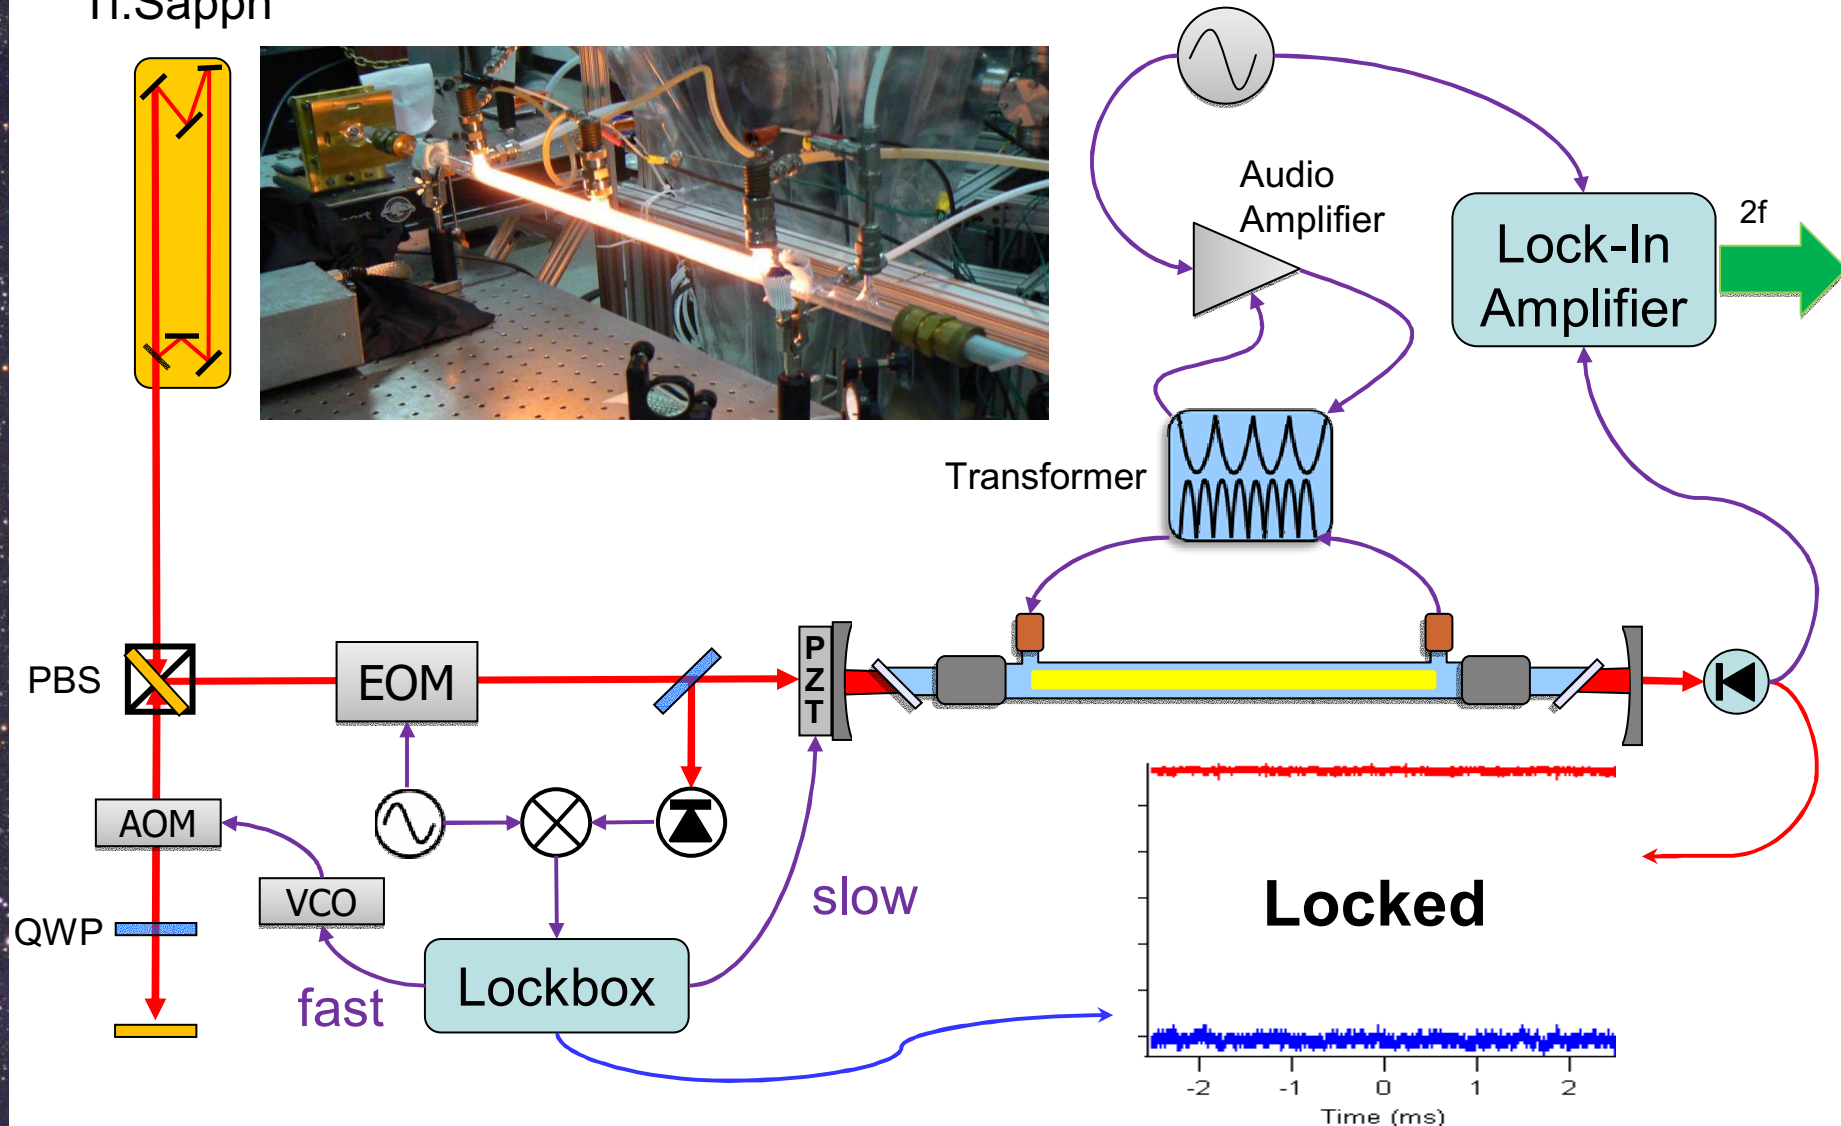 Ti:Sapph
Audio
Amplifier
Lock-In
Amplifier
2f
Transformer
PBS
EOM
P
Z
T
AOM
VCO
QWP
fast
Lockbox
slow
Locked
-2 -1 0 1 2
Time (ms)